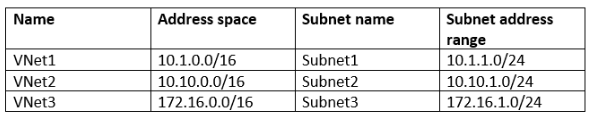 Name Address space Subnet name Subnet address
range
VNet1 10.1.0.0/16 Subnet1 10.1.1.0/24
VNet2 10.10.0.0/16 Subnet2 10.10.1.0/24
VNet3 172.16.0.0/16 Subnet3 172.16.1.0/24